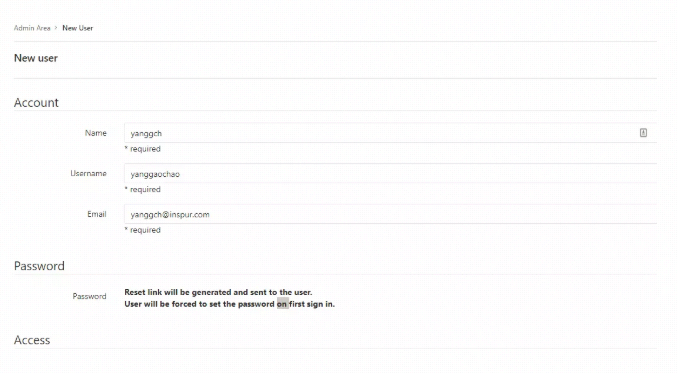 Admin Area > New User
New user
Account
Name yanggch
* required
Username yanggaochao
* required
Email yanggch@inspur.com
* required
Password
Password Reset link will be generated and sent to the user.
User will be forced to set the password on first sign in.
Access